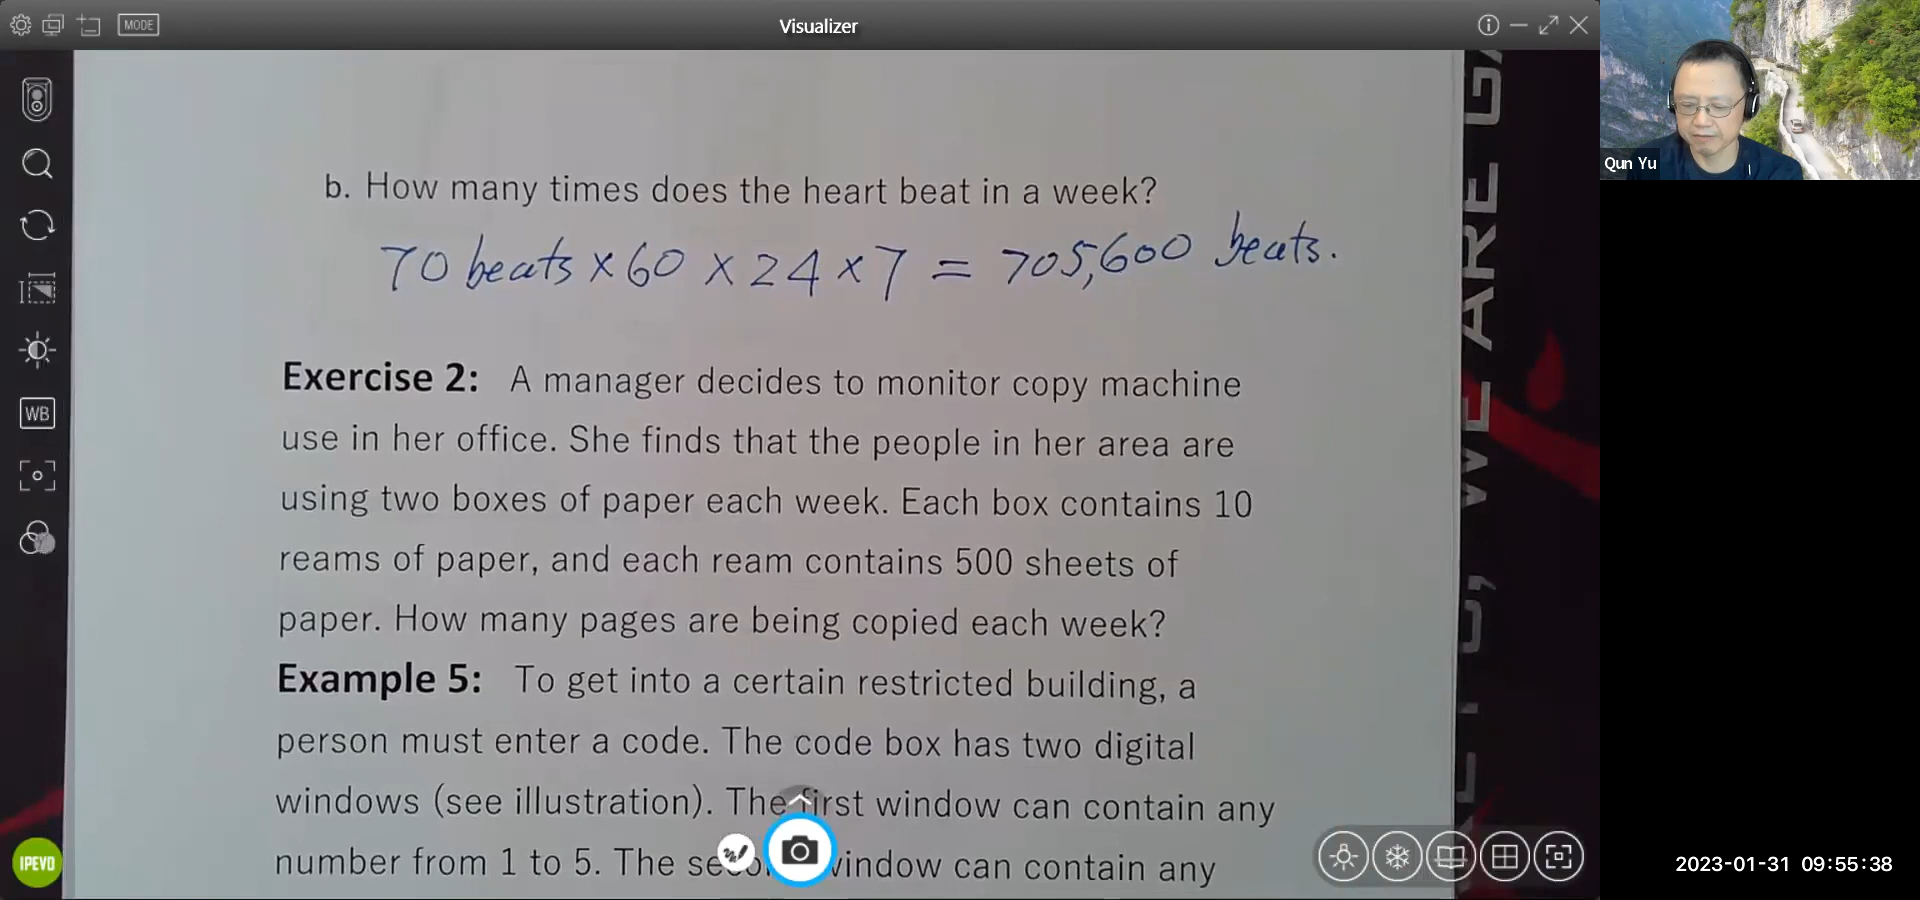 MODE
Visualizer
Qun Yu
WB
b. How many times does the heart beat in a week?
70 beats × 60 × 24 × 7 = 705,600 beats.
Exercise 2: A manager decides to monitor copy machine
use in her office. She finds that the people in her area are
using two boxes of paper each week. Each box contains 10
reams of paper, and each ream contains 500 sheets of
paper. How many pages are being copied each week?
Example 5: To get into a certain restricted building, a
person must enter a code. The code box has two digital
windows (see illustration). The first window can contain any
number from 1 to 5. The second window can contain any
WE ARE
IPEVO
2023-01-31 09:55:38